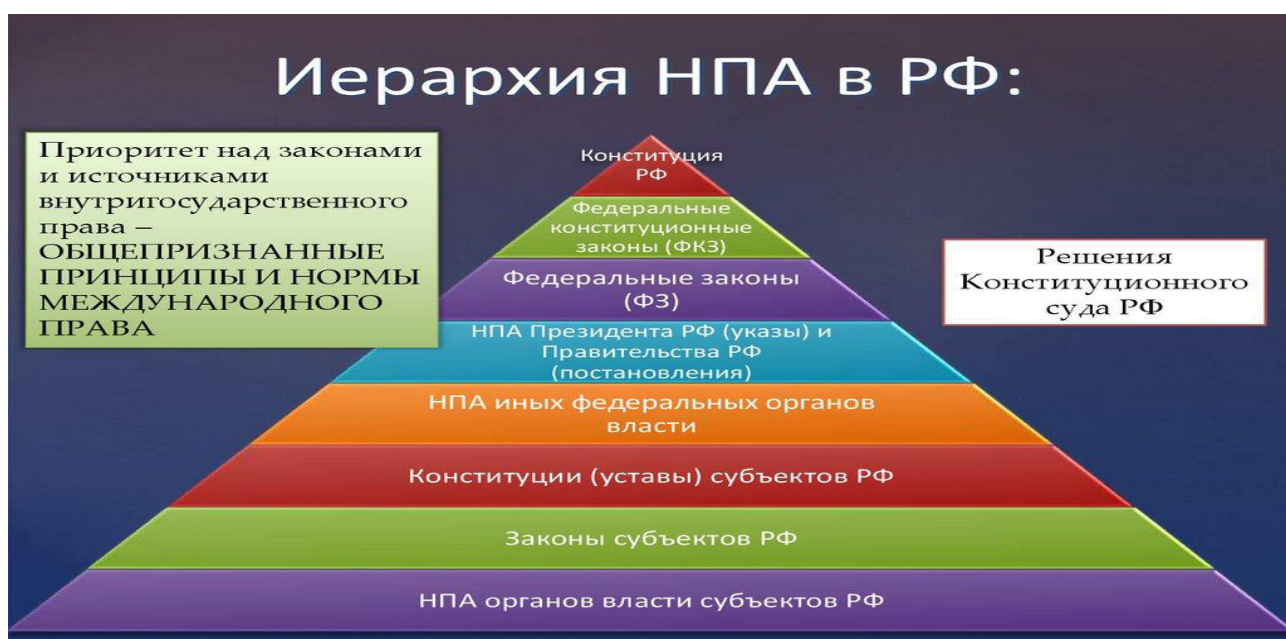 Иерархия НПА в РФ:
Приоритет над законами
и источниками
внутригосударственного
права –
ОБЩЕПРИЗНАННЫЕ
ПРИНЦИПЫ И НОРМЫ
МЕЖДУНАРОДНОГО
ПРАВА
Конституция
РФ
Федеральные
конституционные
законы (ФКЗ)
Федеральные законы
(ФЗ)
НПА Президента РФ (указы) и
Правительства РФ
(постановления)
НПА иных федеральных органов
власти
Конституции (уставы) субъектов РФ
Законы субъектов РФ
НПА органов власти субъектов РФ
Решения
Конституционного
суда РФ